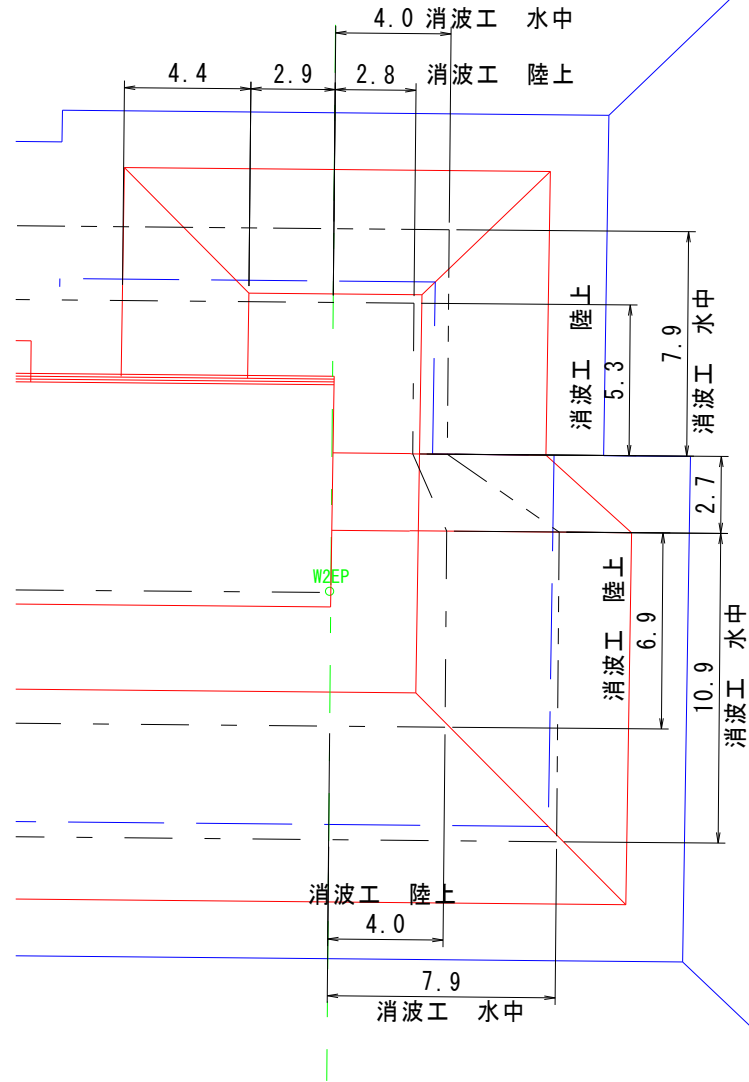 4.0 消波工 水中
4.4 2.9 2.8 消波工 陸上
消波工 陸上
5.3
7.9
消波工 水中
2.7
W2EP
消波工 陸上
6.9
10.9
消波工 水中
消波工 陸上
4.0
7.9
消波工 水中